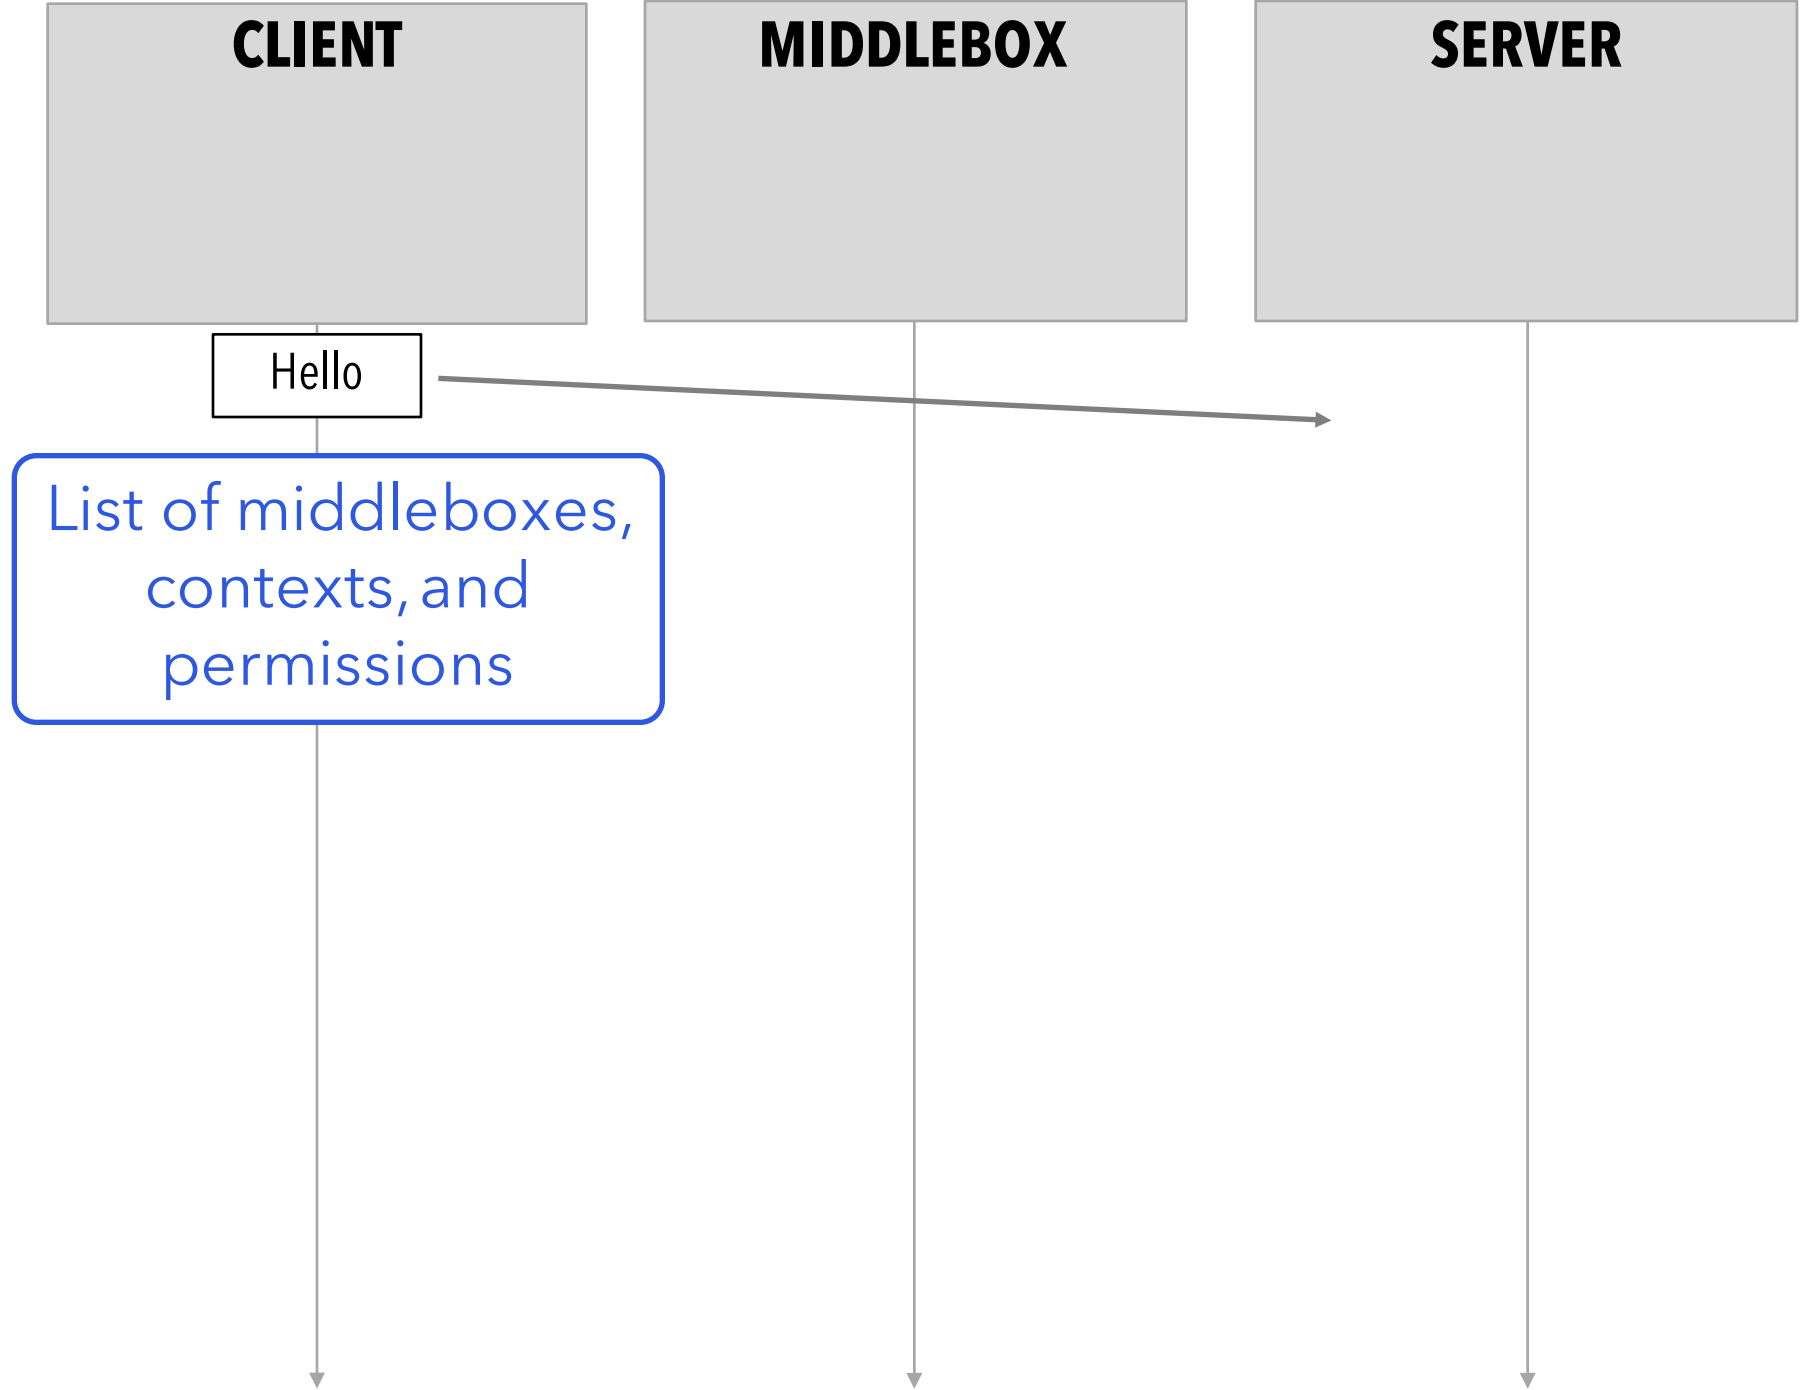 CLIENT
MIDDLEBOX
SERVER
Hello
List of middleboxes,
contexts, and
permissions